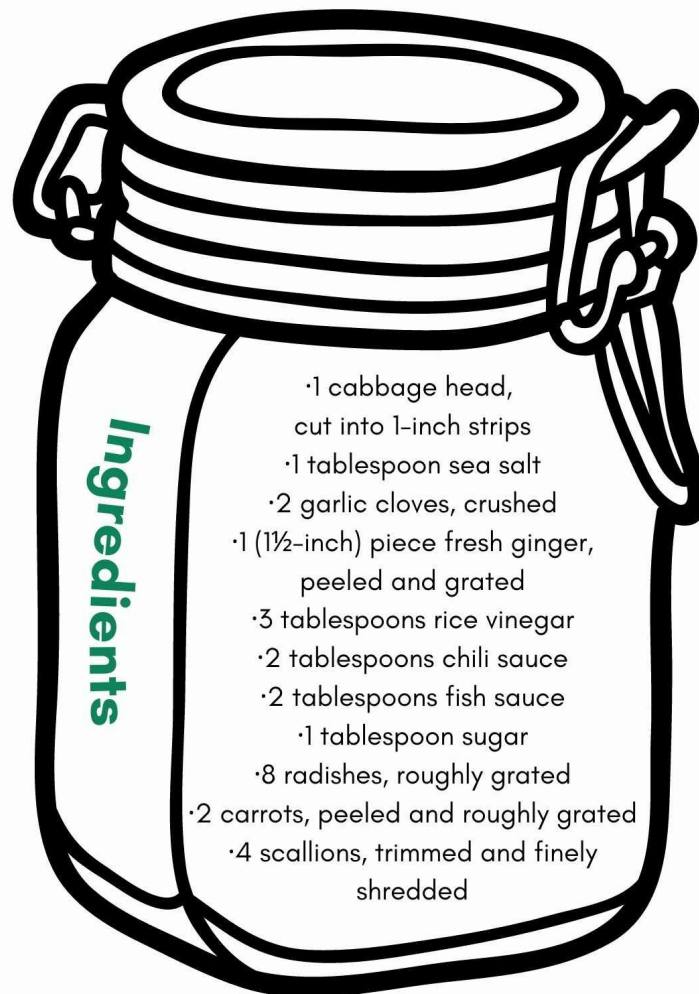 Ingredients
·1 cabbage head,
cut into 1-inch strips
·1 tablespoon sea salt
·2 garlic cloves, crushed
·1 (1½-inch) piece fresh ginger,
peeled and grated
·3 tablespoons rice vinegar
·2 tablespoons chili sauce
·2 tablespoons fish sauce
·1 tablespoon sugar
·8 radishes, roughly grated
·2 carrots, peeled and roughly grated
·4 scallions, trimmed and finely
shredded